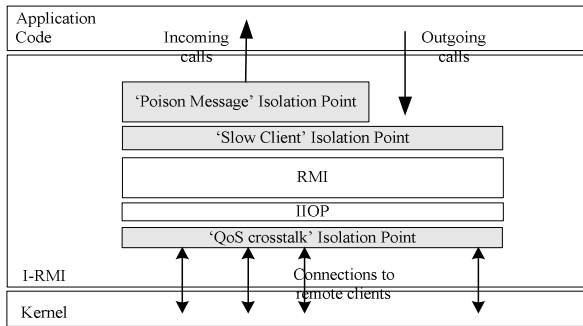 Application
Code
Incoming
calls
Outgoing
calls
‘Poison Message’ Isolation Point
‘Slow Client’ Isolation Point
RMI
IIOP
‘QoS crosstalk’ Isolation Point
I-RMI
Connections to
remote clients
Kernel